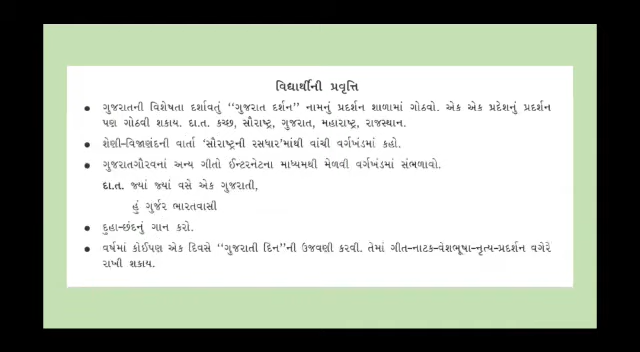 વિદ્યાર્થીની પ્રવૃત્તિ
● ગુજરાતની વિશેષતા દર્શાવતું “ગુજરાત દર્શન” નામનું પ્રદર્શન શાળામાં ગોઠવો. એક એક પ્રદેશનું પ્રદર્શન
પણ ગોઠવી શકાય. દા.ત. કચ્છ, સૌરાષ્ટ્ર, ગુજરાત, મહારાષ્ટ્ર, રાજસ્થાન.
● શેણી-વિજાણંદની વાર્તા ‘સૌરાષ્ટ્રની રસધાર’માંથી વાંચી વર્ગખંડમાં કહો.
● ગુજરાતગૌરવનાં અન્ય ગીતો ઈન્ટરનેટના માધ્યમથી મેળવી વર્ગખંડમાં સંભળાવો.
દા.ત. જ્યાં જ્યાં વસે એક ગુજરાતી,
હું ગુર્જર ભારતવાસી
● દુહા-છંદનું ગાન કરો.
● વર્ષમાં કોઈપણ એક દિવસે “ગુજરાતી દિન”ની ઉજવણી કરવી. તેમાં ગીત-નાટક-વેશભૂષા-નૃત્ય-પ્રદર્શન વગેરે
રાખી શકાય.